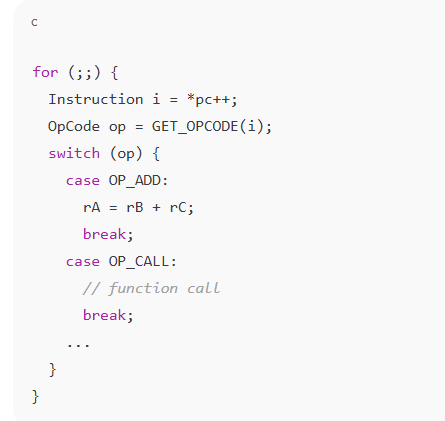 c
for (;;) {
  Instruction i = *pc++;
  OpCode op = GET_OPCODE(i);
  switch (op) {
    case OP_ADD:
      rA = rB + rC;
      break;
    case OP_CALL:
      // function call
      break;
    ...
  }
}